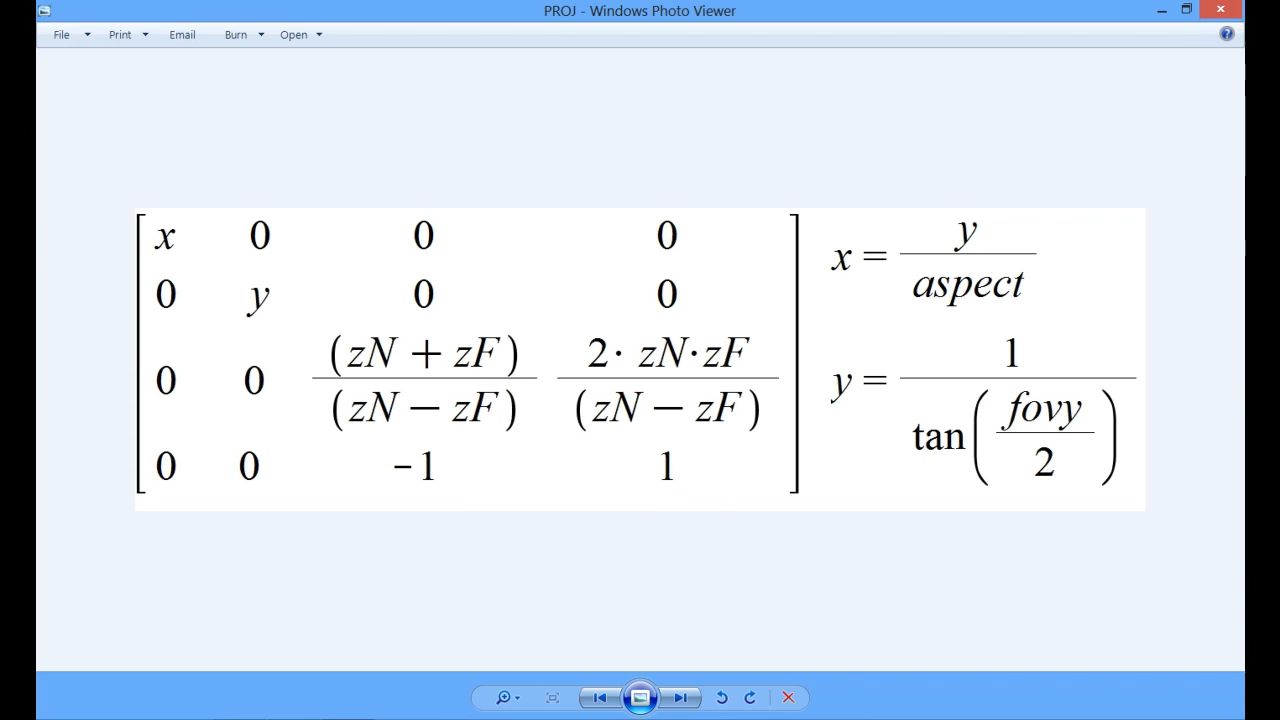 PROJ - Windows Photo Viewer
File Print Email Burn Open
x 0 0 0
0 y 0 0
0 0 (zN + zF) / (zN − zF) 2· zN·zF / (zN − zF)
0 0 -1 1
x = y / aspect
y = 1 / tan( fovy / 2 )